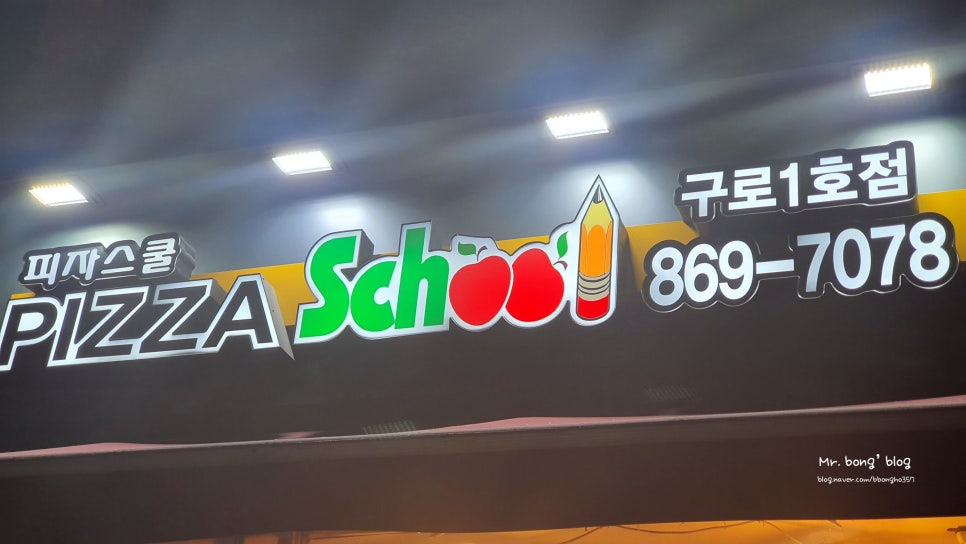 피자스쿨
PIZZA School
구로1호점
869-7078
Mr. bong' blog
blog.naver.com/bbongho357